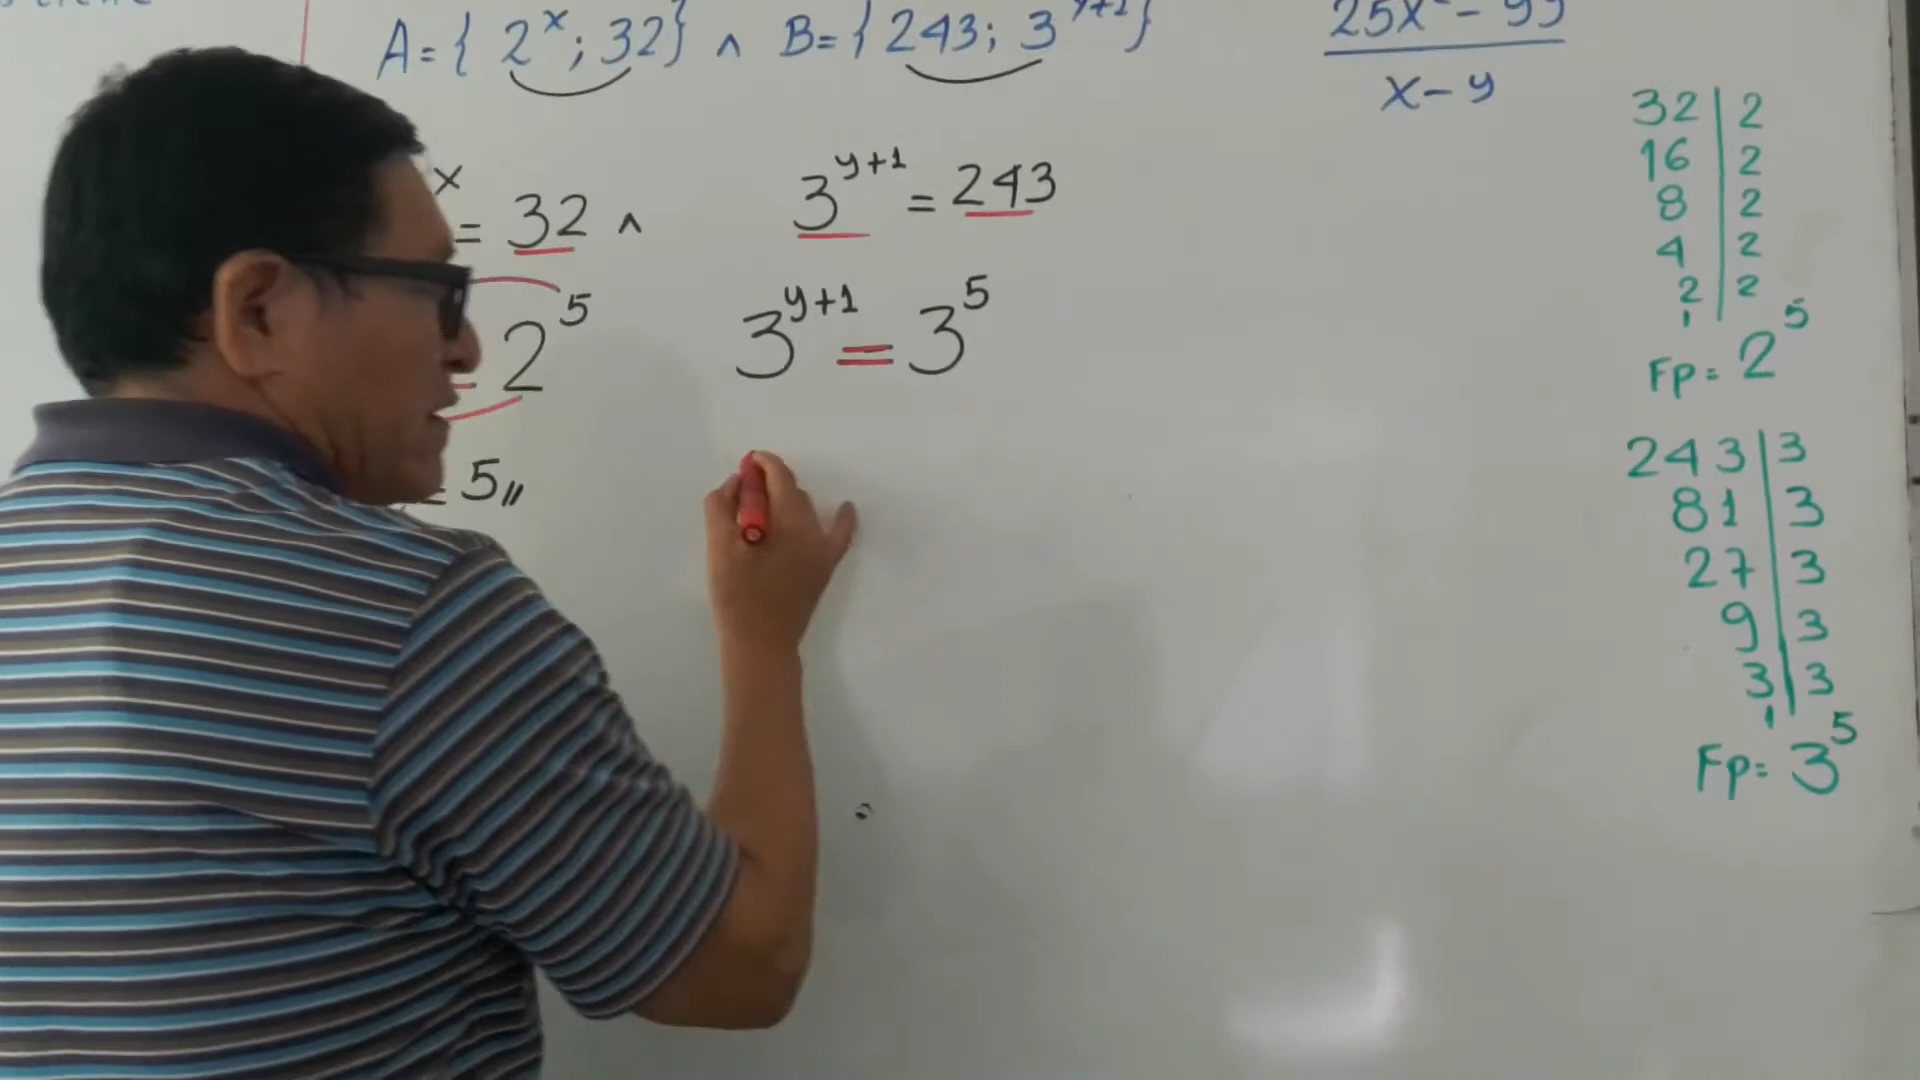 A = { 2^x ; 32 } ∧ B = { 243 ; 3^y+1 }
x - y
x = 32 ∧ 3^y+1 = 243
= 2^5 3^y+1 = 3^5
= 5 //
32 | 2
16 | 2
8 | 2
4 | 2
2 | 2
1
Fp = 2^5
243 | 3
81 | 3
27 | 3
9 | 3
3 | 3
1
Fp = 3^5